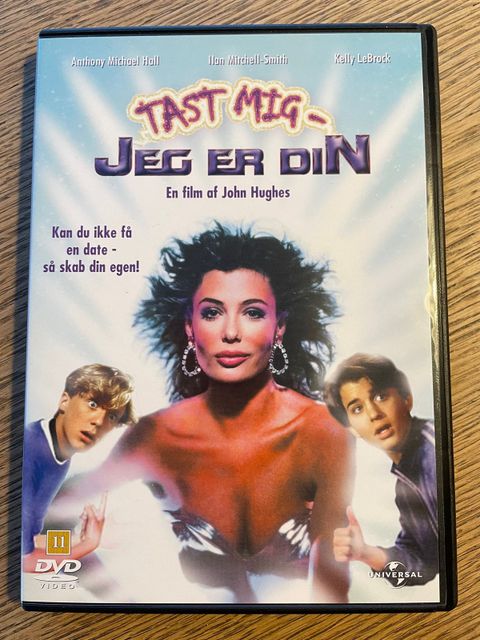 Anthony Michael Hall Ilan Mitchell-Smith Kelly LeBrock
TAST MIG -
JEG ER DIN
En film af John Hughes
Kan du ikke få
en date -
så skab din egen!
11
DVD
VIDEO
UNIVERSAL